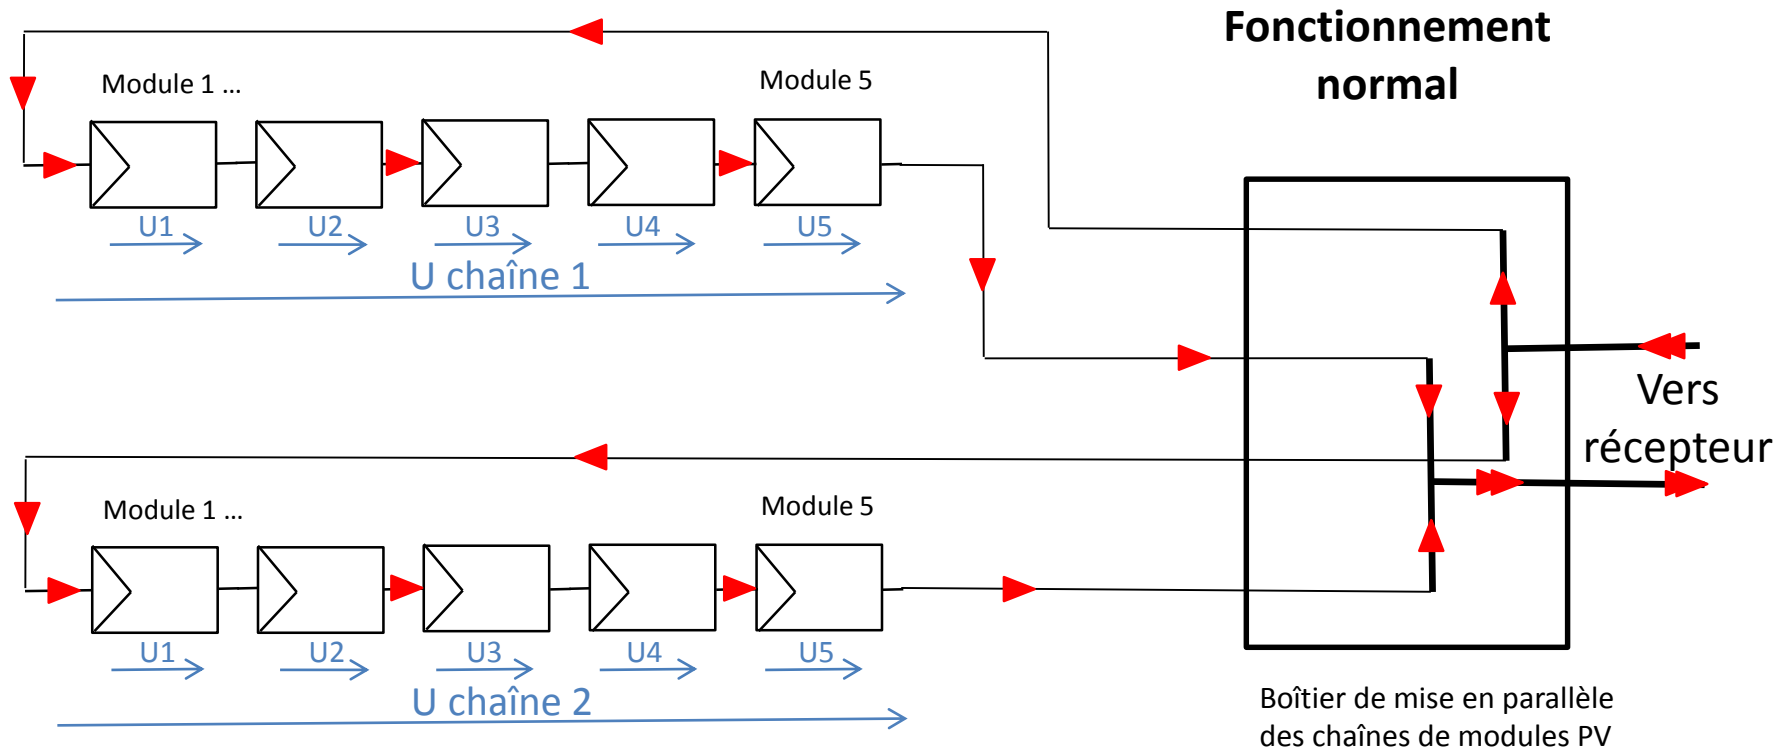 Fonctionnement
normal
Module 1 ...
Module 5
U1
U2
U3
U4
U5
U chaîne 1
Vers
récepteur
Module 1 ...
Module 5
U1
U2
U3
U4
U5
U chaîne 2
Boîtier de mise en parallèle
des chaînes de modules PV